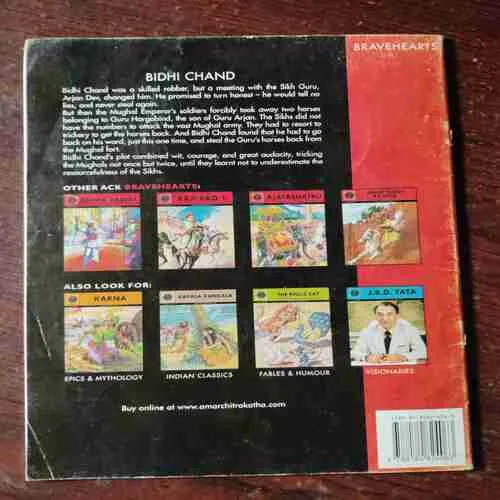 BRAVEHEARTS
BIDHI CHAND
Bidhi Chand was a skilled robber, but a meeting with the Sikh Guru,
Arjan Dev, changed him. He promised to turn honest – he would tell no
lies, and never steal again.
But then the Mughal Emperor's soldiers forcibly took away two horses
belonging to Guru Hargobind, the son of Guru Arjan. The Sikhs did not
have the numbers to attack the vast Mughal army. They had to resort to
trickery to get the horses back. And Bidhi Chand found that he had to go
back on his word, just this one time, and steal the Guru's horses back from
the Mughal fort.
Bidhi Chand's plot combined wit, courage, and great audacity, tricking
the Mughals not once but twice, until they learnt not to underestimate the
resourcefulness of the Sikhs.
OTHER ACK BRAVEHEARTS:
BAJI RAO I
AJATASHATRU
ALSO LOOK FOR:
KARNA
KAPALA KUNDALA
THE PRICELESS
J.R.D. TATA
EPICS & MYTHOLOGY
INDIAN CLASSICS
FABLES & HUMOUR
VISIONARIES
Buy online at www.amarchitrakatha.com